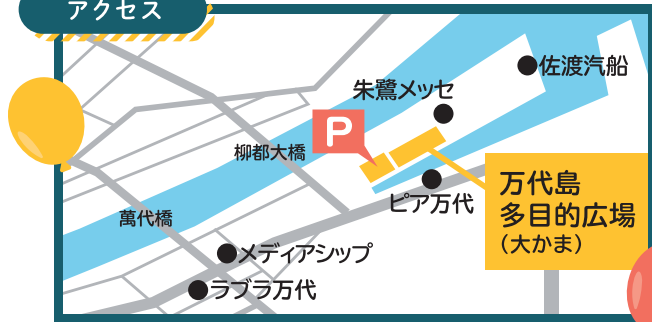 アクセス
佐渡汽船
朱鷺メッセ
P
柳都大橋
ピア万代
万代島
多目的広場
(大かま)
萬代橋
メディアシップ
ラブラ万代